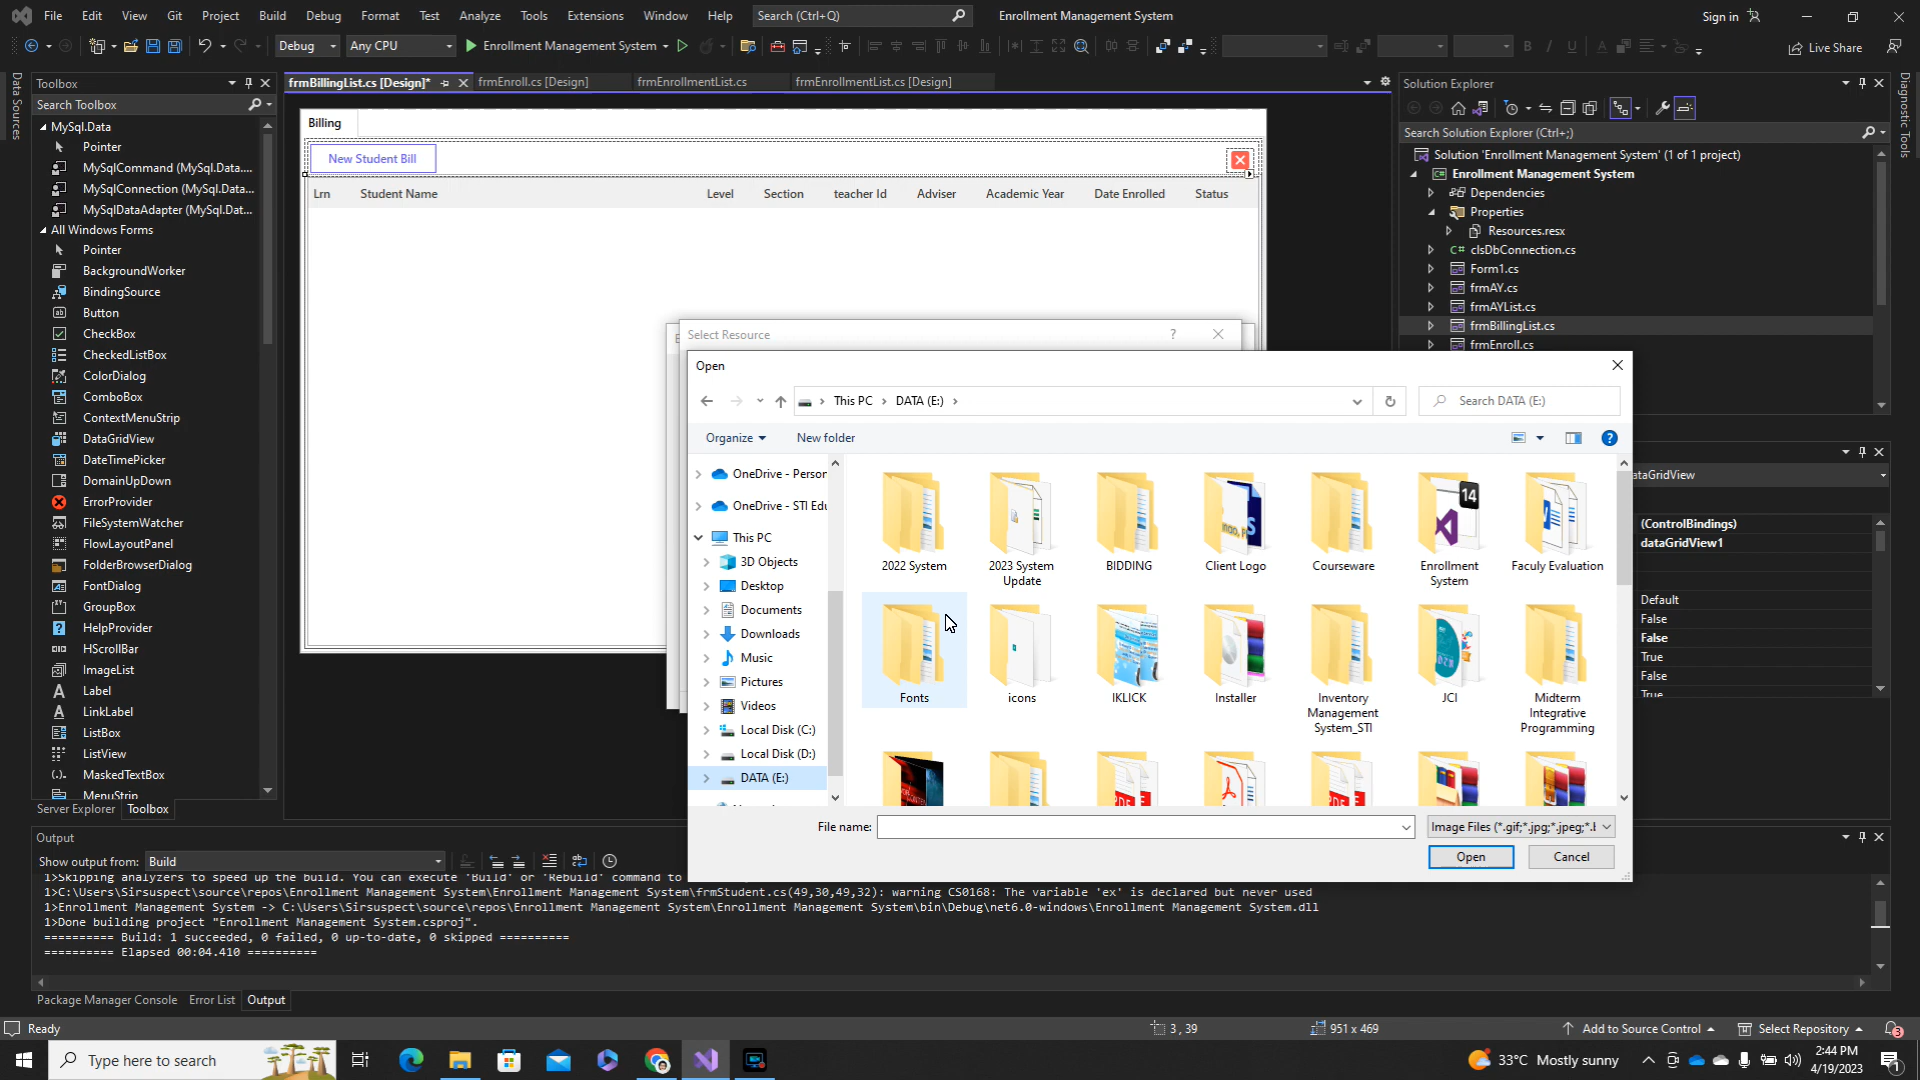 File Edit View Git Project Build Debug Format Test Analyze Tools Extensions Window Help Search (Ctrl+Q) Enrollment Management System Sign in
Debug Any CPU Enrollment Management System Live Share
Data Sources
Toolbox
Search Toolbox
MySql.Data
Pointer
MySqlCommand (MySql.Data....
MySqlConnection (MySql.Data...
MySqlDataAdapter (MySql.Dat...
All Windows Forms
Pointer
BackgroundWorker
BindingSource
Button
CheckBox
CheckedListBox
ColorDialog
ComboBox
ContextMenuStrip
DataGridView
DateTimePicker
DomainUpDown
ErrorProvider
FileSystemWatcher
FlowLayoutPanel
FolderBrowserDialog
FontDialog
GroupBox
HelpProvider
HScrollBar
ImageList
Label
LinkLabel
ListBox
ListView
MaskedTextBox
MenuStrip
Server Explorer Toolbox
frmBillingList.cs [Design]* frmEnroll.cs [Design] frmEnrollmentList.cs frmEnrollmentList.cs [Design]
Billing
New Student Bill
Lrn Student Name Level Section teacher Id Adviser Academic Year Date Enrolled Status
Select Resource ?
Open
This PC DATA (E:) Search DATA (E:)
Organize New folder
OneDrive - Person
OneDrive - STI Edu
This PC
3D Objects
Desktop
Documents
Downloads
Music
Pictures
Videos
Local Disk (C:)
Local Disk (D:)
DATA (E:)
2022 System
2023 System
Update
BIDDING
Client Logo
Courseware
14
Enrollment
System
Faculy Evaluation
Fonts
icons
IKLICK
Installer
Inventory
Management
System_STI
JCI
Midterm
Integrative
Programming
File name: Image Files (*.gif;*.jpg;*.jpeg;*.
Open Cancel
Solution Explorer
Search Solution Explorer (Ctrl+;)
Solution 'Enrollment Management System' (1 of 1 project)
Enrollment Management System
Dependencies
Properties
Resources.resx
clsDbConnection.cs
Form1.cs
frmAY.cs
frmAYList.cs
frmBillingList.cs
frmEnroll.cs
Diagnostic Tools
ataGridView
(ControlBindings)
dataGridView1
Default
False
False
True
False
True
Output
Show output from: Build
1>Skipping analyzers to speed up the build. You can execute 'Build' or 'Rebuild' command to
1>C:\Users\Sirsuspect\source\repos\Enrollment Management System\Enrollment Management System\frmStudent.cs(49,30,49,32): warning CS0168: The variable 'ex' is declared but never used
1>Enrollment Management System -> C:\Users\Sirsuspect\source\repos\Enrollment Management System\Enrollment Management System\bin\Debug\net6.0-windows\Enrollment Management System.dll
1>Done building project "Enrollment Management System.csproj".
========== Build: 1 succeeded, 0 failed, 0 up-to-date, 0 skipped ==========
========== Elapsed 00:04.410 ==========
Package Manager Console Error List Output
Ready 3 , 39 951 x 469 Add to Source Control Select Repository 3
Type here to search 33°C Mostly sunny 2:44 PM
4/19/2023 1